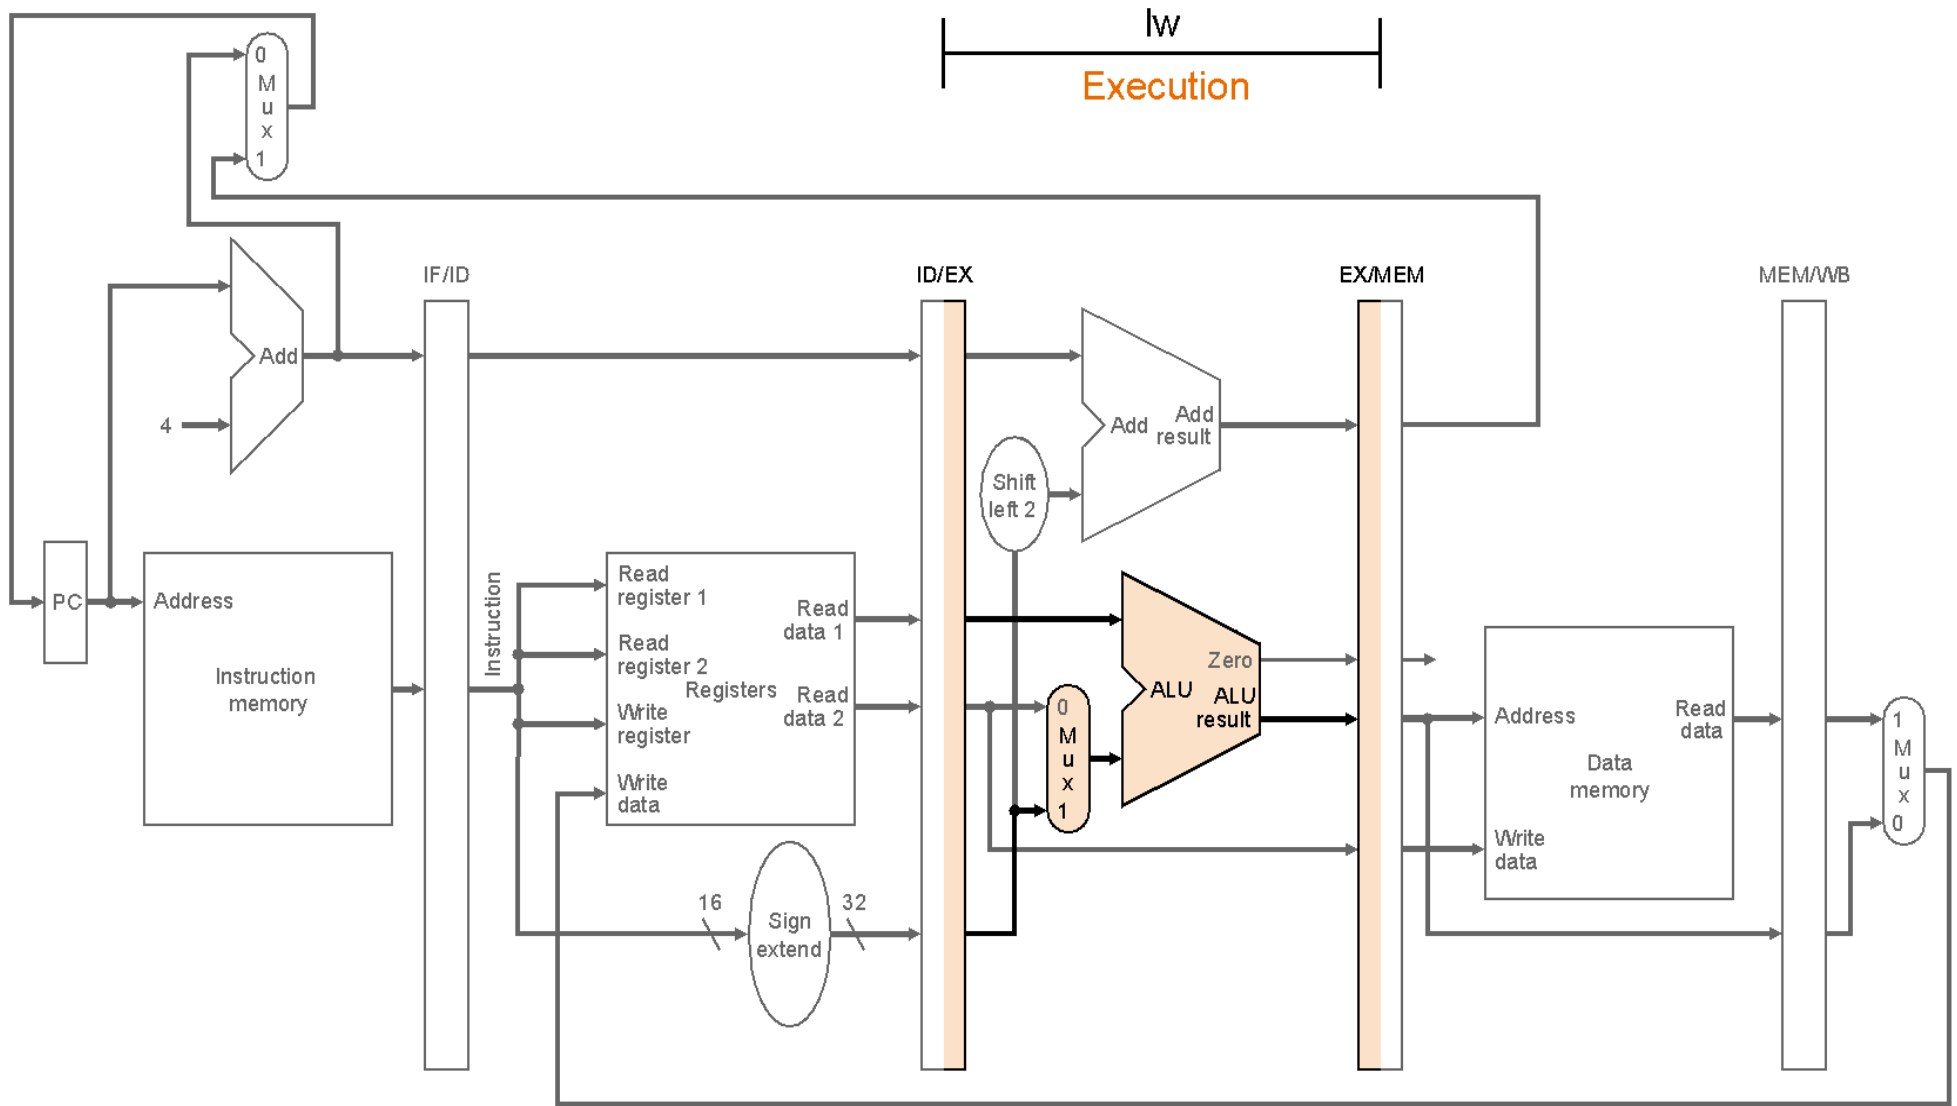 lw
Execution
0
M
u
x
1
IF/ID
ID/EX
EX/MEM
MEM/WB
Add
4
Add
Add
result
Shift
left 2
PC
Address
Instruction
memory
Instruction
Read
register 1
Read
register 2
Write
register
Write
data
Registers
Read
data 1
Read
data 2
16
Sign
extend
32
0
M
u
x
1
ALU
Zero
ALU
result
Address
Write
data
Data
memory
Read
data
1
M
u
x
0